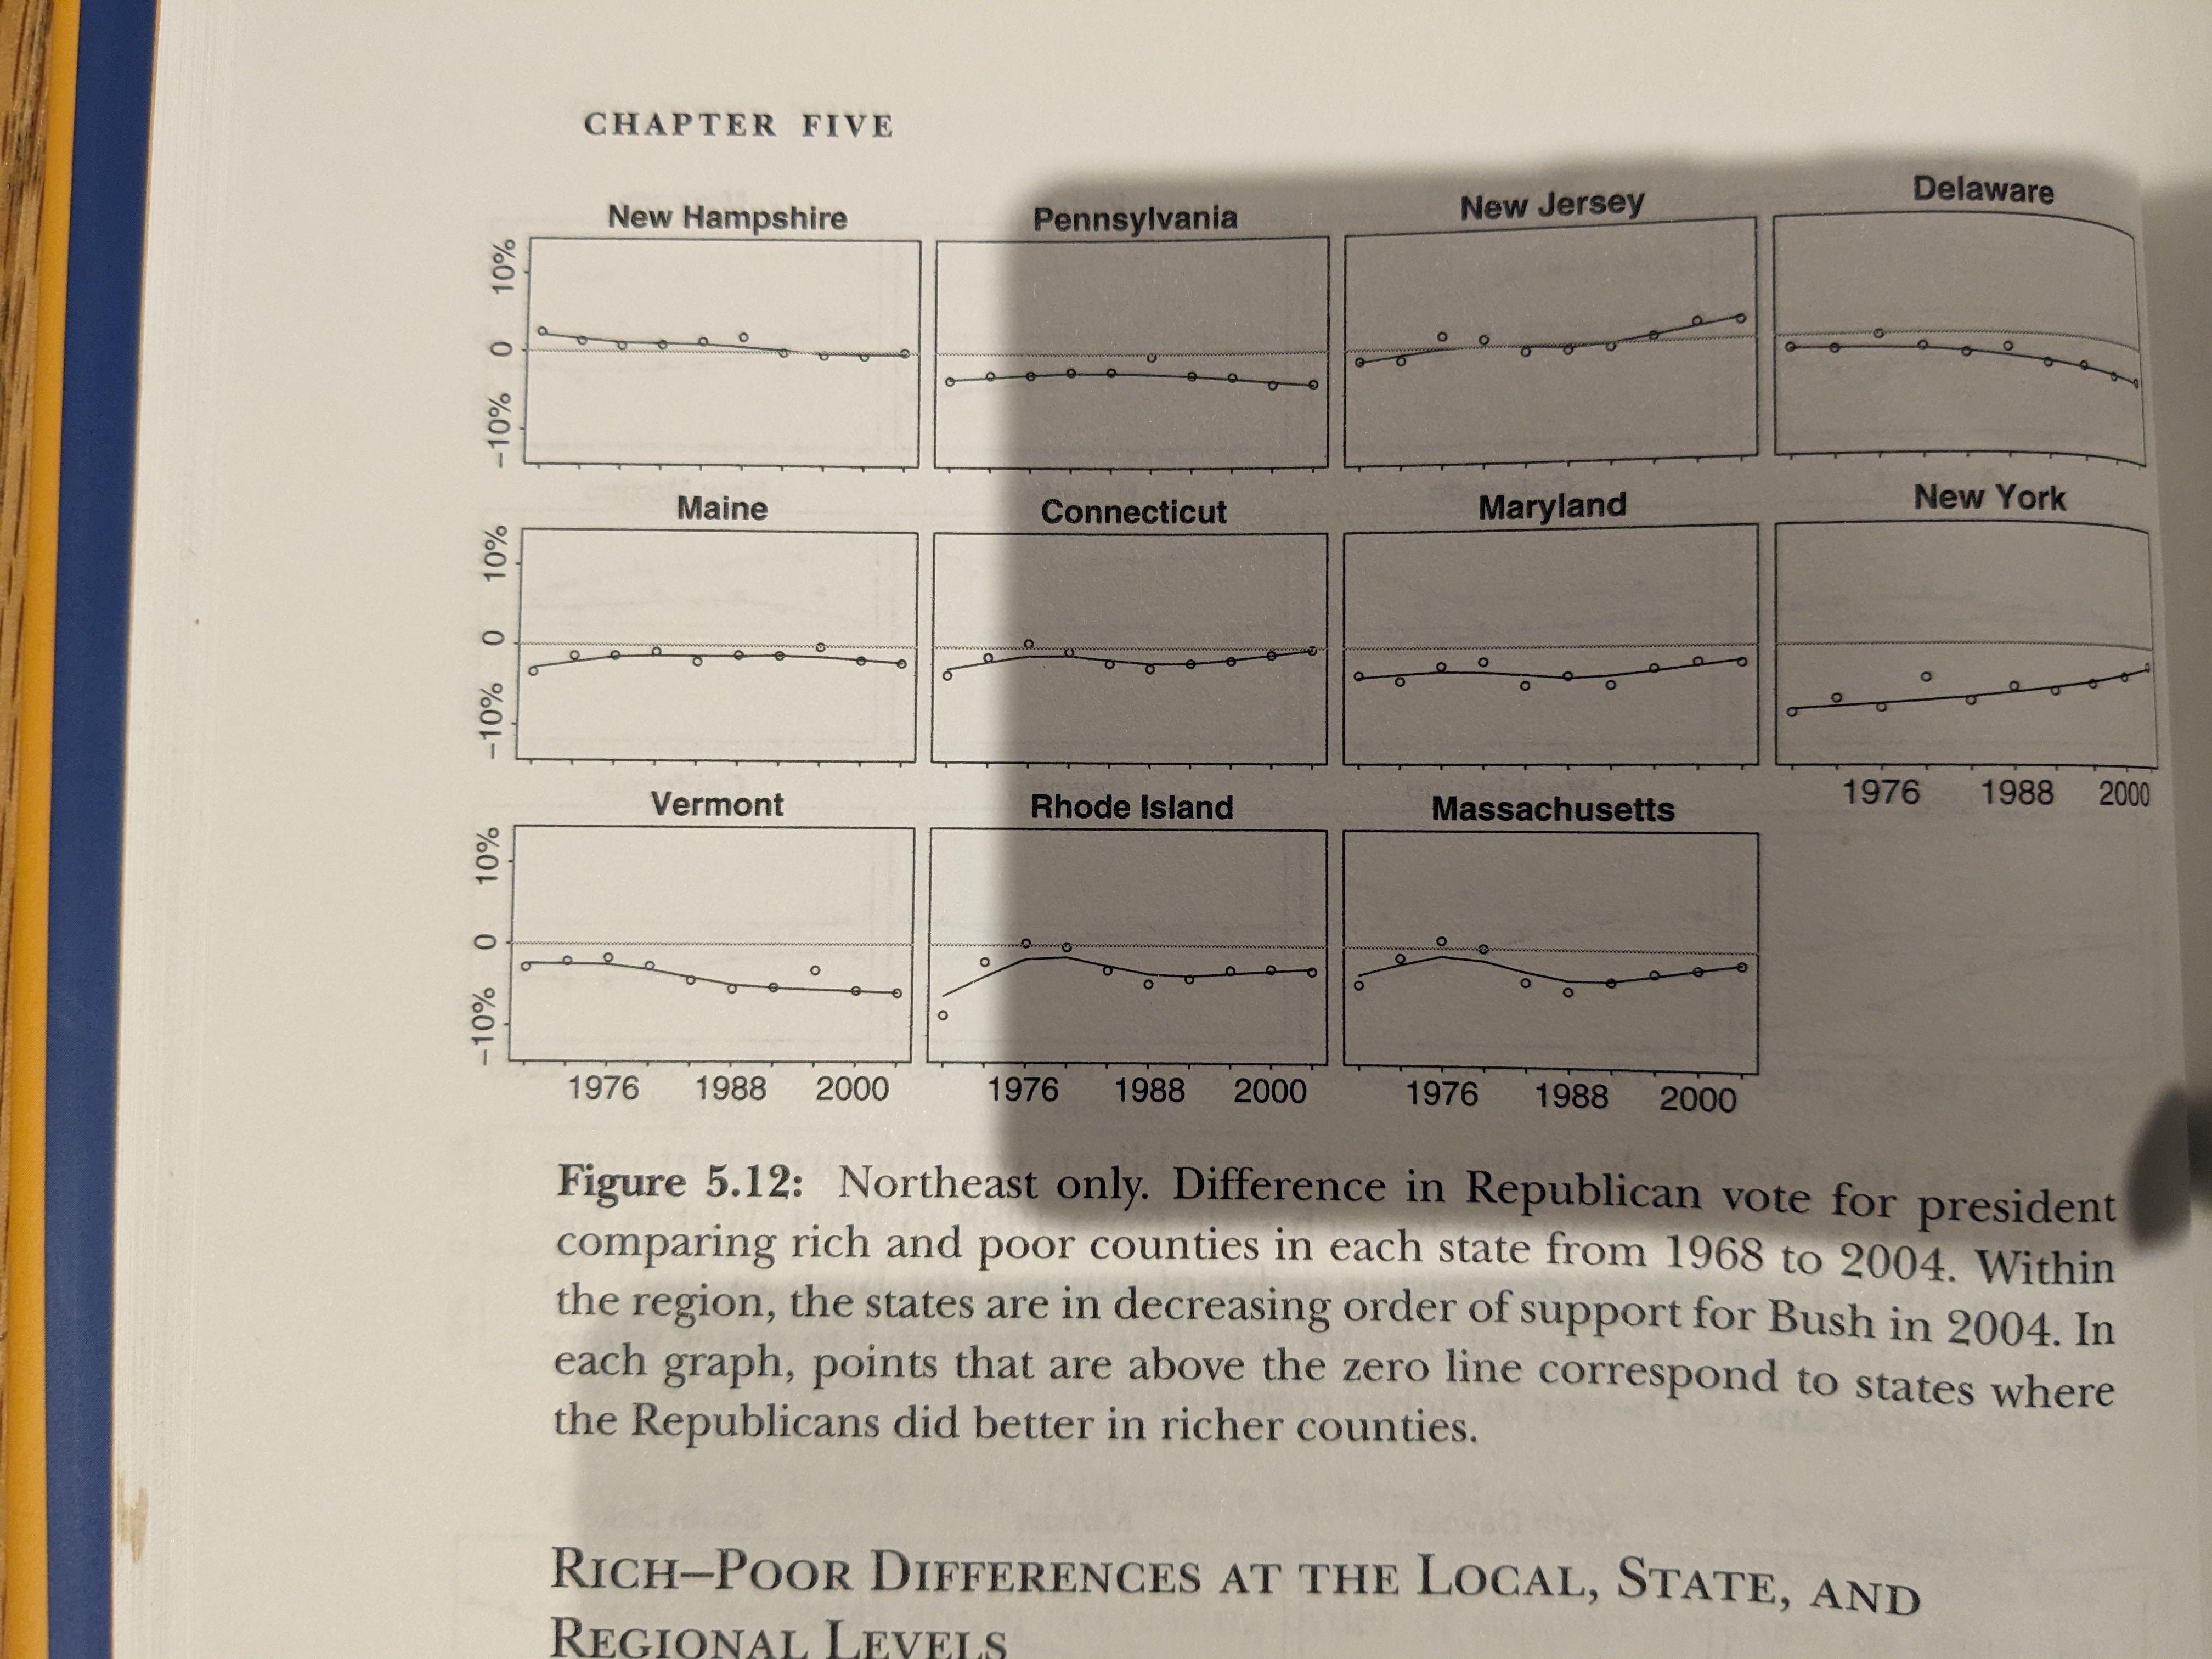 CHAPTER FIVE
New Hampshire
Pennsylvania
New Jersey
Delaware
10%
0
–10%
Maine
Connecticut
Maryland
New York
10%
0
–10%
1976 1988 2000
Vermont
Rhode Island
Massachusetts
10%
0
–10%
1976 1988 2000
1976 1988 2000
1976 1988 2000
Figure 5.12: Northeast only. Difference in Republican vote for president
comparing rich and poor counties in each state from 1968 to 2004. Within
the region, the states are in decreasing order of support for Bush in 2004. In
each graph, points that are above the zero line correspond to states where
the Republicans did better in richer counties.
RICH–POOR DIFFERENCES AT THE LOCAL, STATE, AND
REGIONAL LEVELS